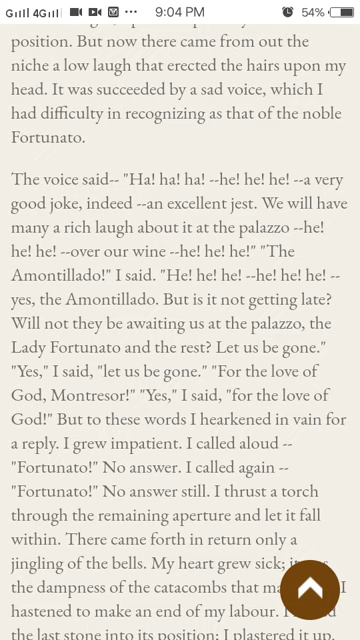 4G
9:04 PM
54%
position. But now there came from out the
niche a low laugh that erected the hairs upon my
head. It was succeeded by a sad voice, which I
had difficulty in recognizing as that of the noble
Fortunato.
The voice said-- "Ha! ha! ha! --he! he! he! --a very
good joke, indeed --an excellent jest. We will have
many a rich laugh about it at the palazzo --he!
he! he! --over our wine --he! he! he!" "The
Amontillado!" I said. "He! he! he! --he! he! he! --
yes, the Amontillado. But is it not getting late?
Will not they be awaiting us at the palazzo, the
Lady Fortunato and the rest? Let us be gone."
"Yes," I said, "let us be gone." "For the love of
God, Montresor!" "Yes," I said, "for the love of
God!" But to these words I hearkened in vain for
a reply. I grew impatient. I called aloud --
"Fortunato!" No answer. I called again --
"Fortunato!" No answer still. I thrust a torch
through the remaining aperture and let it fall
within. There came forth in return only a
jingling of the bells. My heart grew sick;
the dampness of the catacombs that I
hastened to make an end of my labour. I
the last stone into its position; I plastered it up.